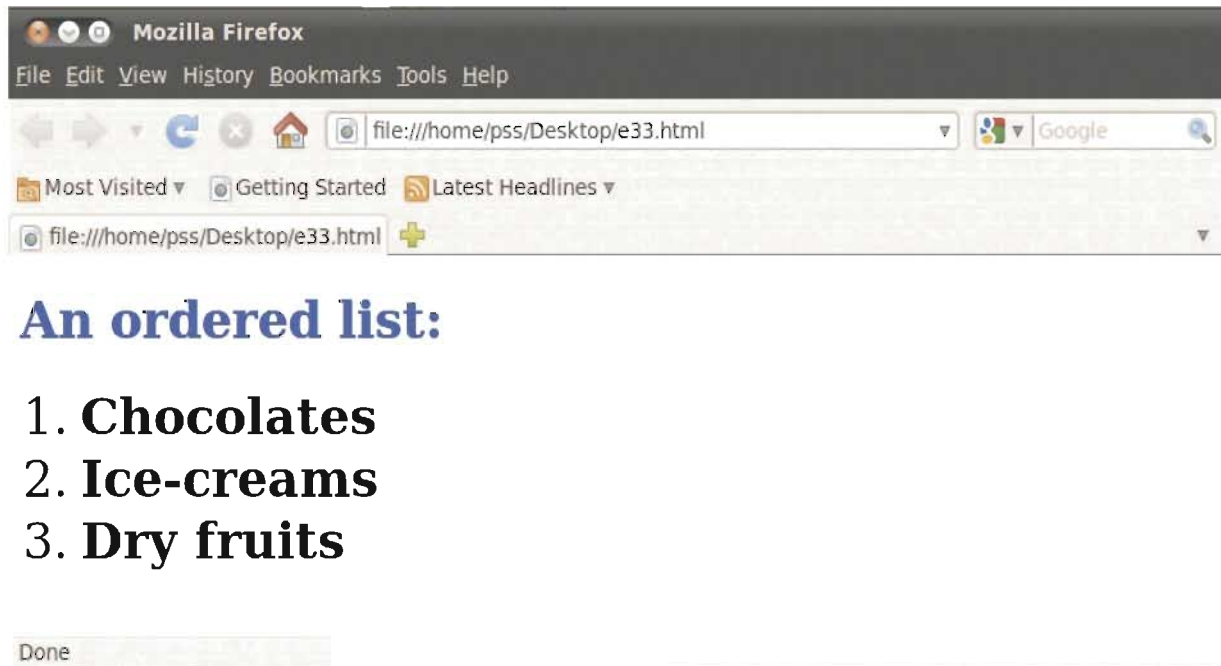 Mozilla Firefox
File Edit View History Bookmarks Tools Help
file:///home/pss/Desktop/e33.html Google
Most Visited Getting Started Latest Headlines
file:///home/pss/Desktop/e33.html
An ordered list:
1. Chocolates
2. Ice-creams
3. Dry fruits
Done